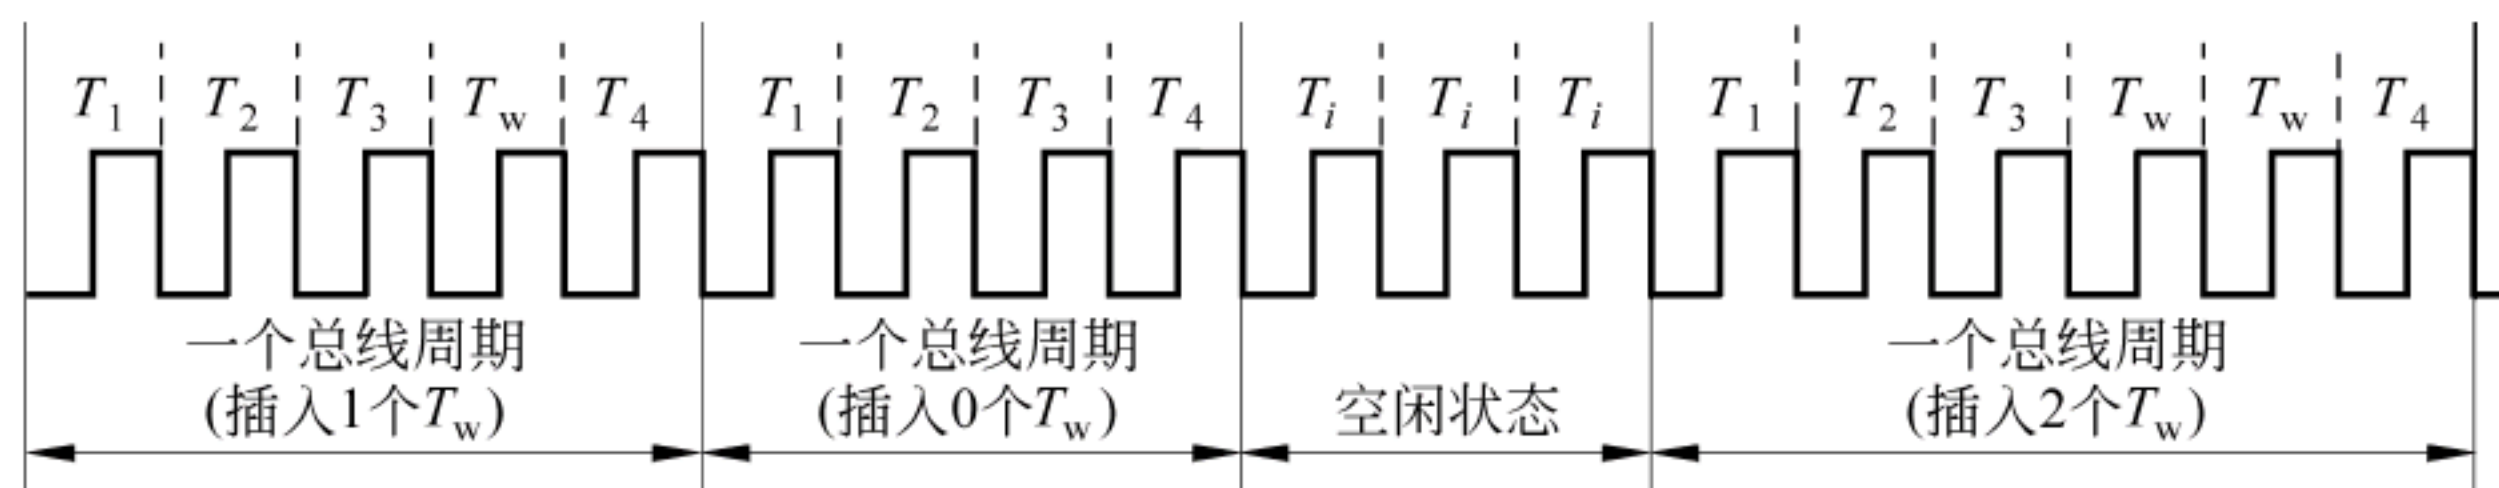 T1 T2 T3 Tw T4 T1 T2 T3 T4 Ti Ti Ti T1 T2 T3 Tw Tw T4
一个总线周期
(插入1个Tw)
一个总线周期
(插入0个Tw)
空闲状态
一个总线周期
(插入2个Tw)